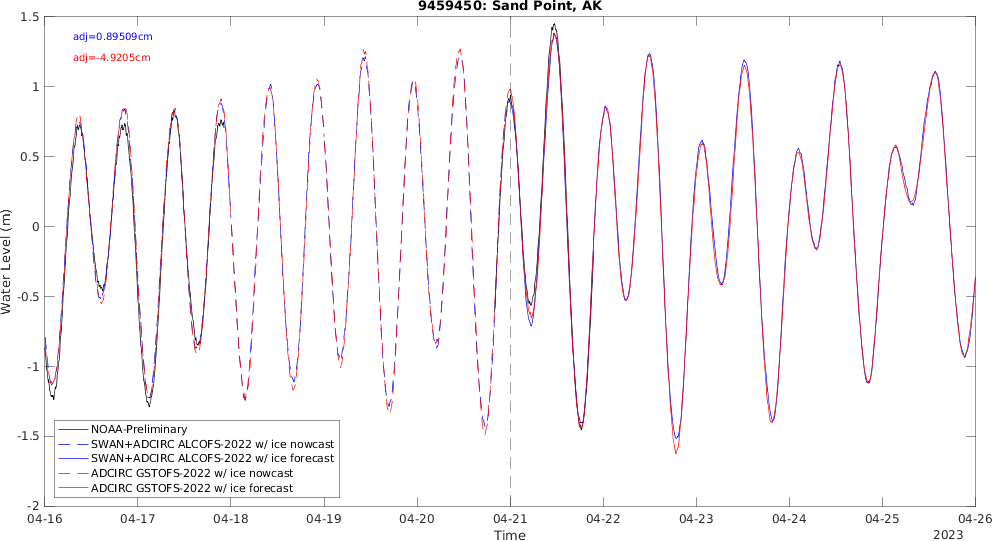 9459450: Sand Point, AK
adj=0.89509cm
adj=-4.9205cm
1.5
1
0.5
0
-0.5
-1
-1.5
-2
Water Level (m)
NOAA-Preliminary
SWAN+ADCIRC ALCOFS-2022 w/ ice nowcast
SWAN+ADCIRC ALCOFS-2022 w/ ice forecast
ADCIRC GSTOFS-2022 w/ ice nowcast
ADCIRC GSTOFS-2022 w/ ice forecast
04-16 04-17 04-18 04-19 04-20 04-21 04-22 04-23 04-24 04-25 04-26
Time
2023